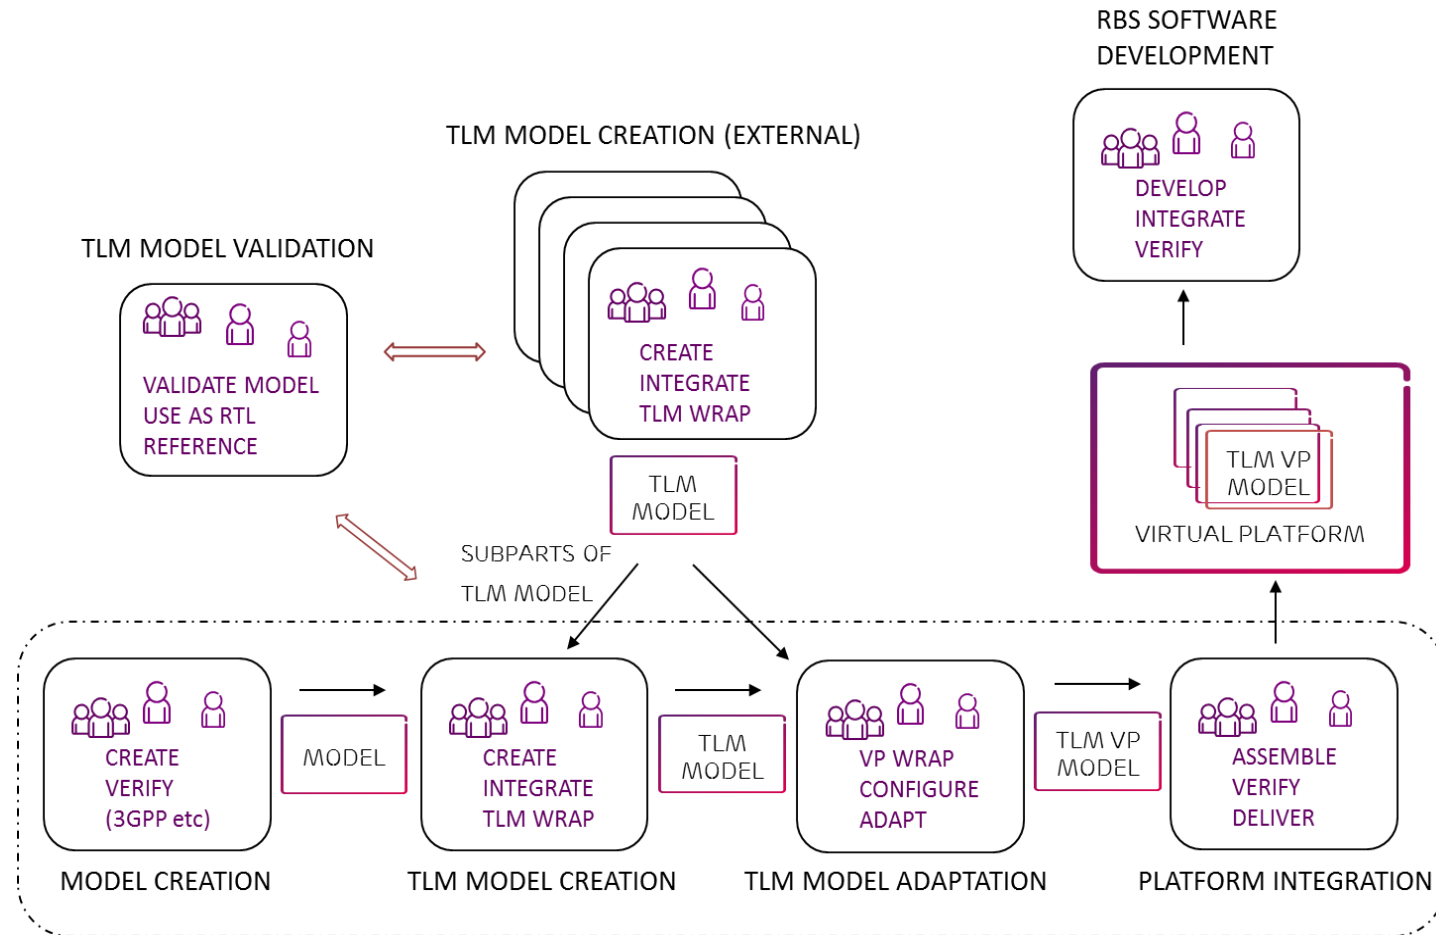 RBS SOFTWARE
DEVELOPMENT
DEVELOP
INTEGRATE
VERIFY
TLM MODEL CREATION (EXTERNAL)
CREATE
INTEGRATE
TLM WRAP
TLM MODEL VALIDATION
VALIDATE MODEL
USE AS RTL
REFERENCE
TLM
MODEL
SUBPARTS OF
TLM MODEL
TLM VP
MODEL
VIRTUAL PLATFORM
CREATE
VERIFY
(3GPP etc)
MODEL CREATION
MODEL
CREATE
INTEGRATE
TLM WRAP
TLM MODEL CREATION
TLM
MODEL
VP WRAP
CONFIGURE
ADAPT
TLM MODEL ADAPTATION
TLM VP
MODEL
ASSEMBLE
VERIFY
DELIVER
PLATFORM INTEGRATION